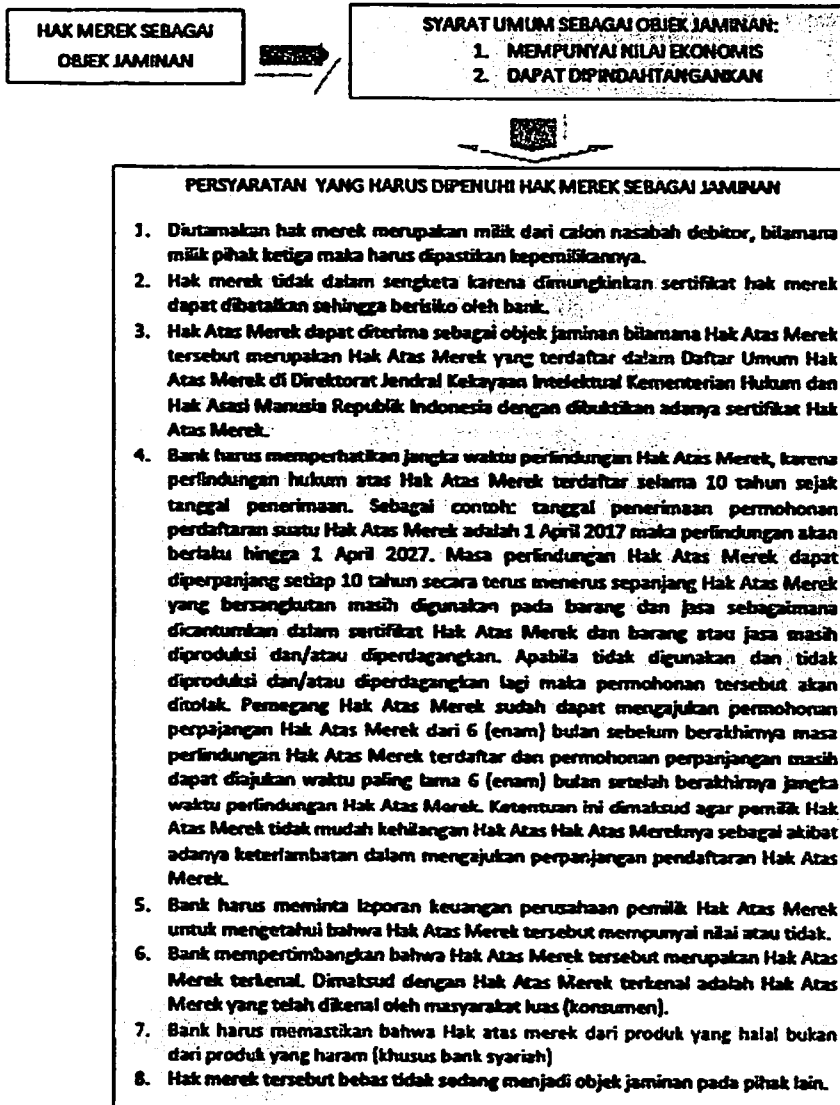 HAK MEREK SEBAGAI
OBJEK JAMINAN
SYARAT UMUM SEBAGAI OBJEK JAMINAN:
1. MEMPUNYAI NILAI EKONOMIS
2. DAPAT DIPINDAHTANGANKAN
PERSYARATAN YANG HARUS DIPENUHI HAK MEREK SEBAGAI JAMINAN
1. Diutamakan hak merek merupakan milik dari calon nasabah debitor, bilamana
milik pihak ketiga maka harus dipastikan kepemilikannya.
2. Hak merek tidak dalam sengketa karena dimungkinkan sertifikat hak merek
dapat dibatalkan sehingga berisiko oleh bank.
3. Hak Atas Merek dapat diterima sebagai objek jaminan bilamana Hak Atas Merek
tersebut merupakan Hak Atas Merek yang terdaftar dalam Daftar Umum Hak
Atas Merek di Direktorat Jendral Kekayaan Intelektual Kementerian Hukum dan
Hak Asasi Manusia Republik Indonesia dengan dibuktikan adanya sertifikat Hak
Atas Merek.
4. Bank harus memperhatikan jangka waktu perlindungan Hak Atas Merek, karena
perlindungan hukum atas Hak Atas Merek terdaftar selama 10 tahun sejak
tanggal penerimaan. Sebagai contoh: tanggal penerimaan permohonan
perdaftaran suatu Hak Atas Merek adalah 1 April 2017 maka perlindungan akan
berlaku hingga 1 April 2027. Masa perlindungan Hak Atas Merek dapat
diperpanjang setiap 10 tahun secara terus menerus sepanjang Hak Atas Merek
yang bersangkutan masih digunakan pada barang dan jasa sebagaimana
dicantumkan dalam sertifikat Hak Atas Merek dan barang atau jasa masih
diproduksi dan/atau diperdagangkan. Apabila tidak digunakan dan tidak
diproduksi dan/atau diperdagangkan lagi maka permohonan tersebut akan
ditolak. Pemegang Hak Atas Merek sudah dapat mengajukan permohonan
perpajangan Hak Atas Merek dari 6 (enam) bulan sebelum berakhirnya masa
perlindungan Hak Atas Merek terdaftar dan permohonan perpanjangan masih
dapat diajukan waktu paling lama 6 (enam) bulan setelah berakhirnya jangka
waktu perlindungan Hak Atas Merek. Ketentuan ini dimaksud agar pemilik Hak
Atas Merek tidak mudah kehilangan Hak Atas Hak Atas Mereknya sebagai akibat
adanya keterlambatan dalam mengajukan perpanjangan pendaftaran Hak Atas
Merek.
5. Bank harus meminta laporan keuangan perusahaan pemilik Hak Atas Merek
untuk mengetahui bahwa Hak Atas Merek tersebut mempunyai nilai atau tidak.
6. Bank mempertimbangkan bahwa Hak Atas Merek tersebut merupakan Hak Atas
Merek terkenal. Dimaksud dengan Hak Atas Merek terkenal adalah Hak Atas
Merek yang telah dikenal oleh masyarakat luas (konsumen).
7. Bank harus memastikan bahwa Hak atas merek dari produk yang halal bukan
dari produk yang haram (khusus bank syariah)
8. Hak merek tersebut bebas tidak sedang menjadi objek jaminan pada pihak lain.